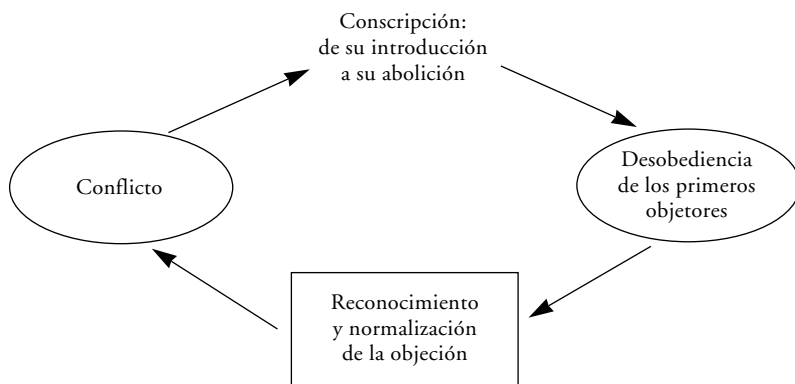 Conscripción:
de su introducción
a su abolición
Desobediencia
de los primeros
objetores
Reconocimiento
y normalización
de la objeción
Conflicto